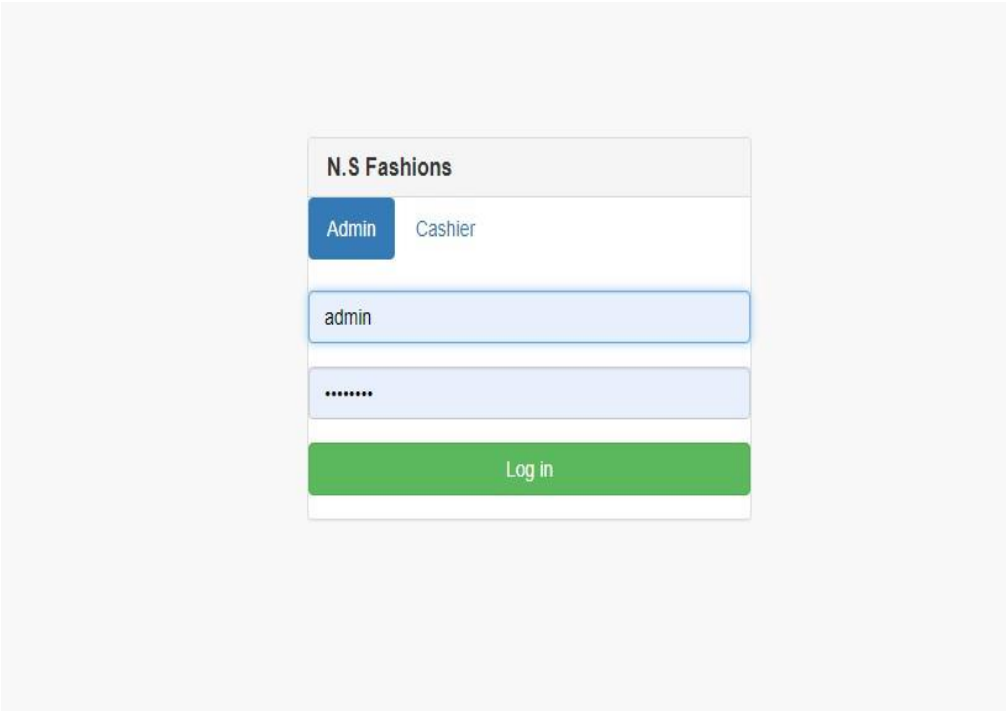 N.S Fashions
Admin Cashier
admin
••••••••
Log in